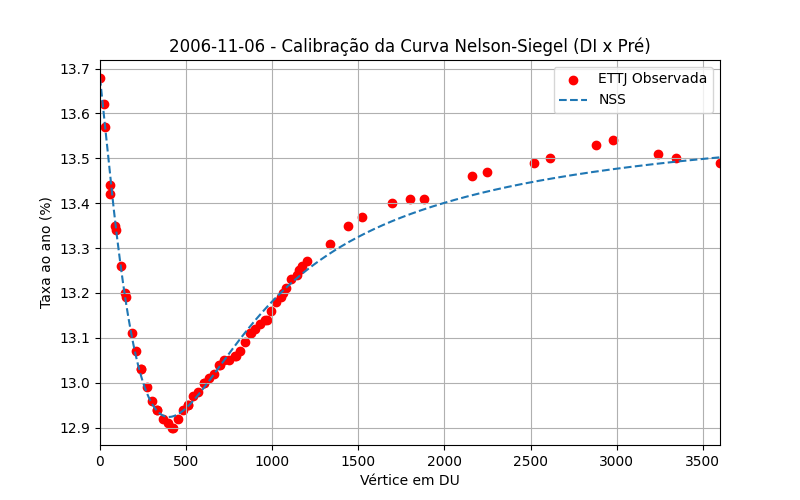 2006-11-06 - Calibração da Curva Nelson-Siegel (DI x Pré)
ETTJ Observada
NSS
Taxa ao ano (%)
13.7
13.6
13.5
13.4
13.3
13.2
13.1
13.0
12.9
0 500 1000 1500 2000 2500 3000 3500
Vértice em DU